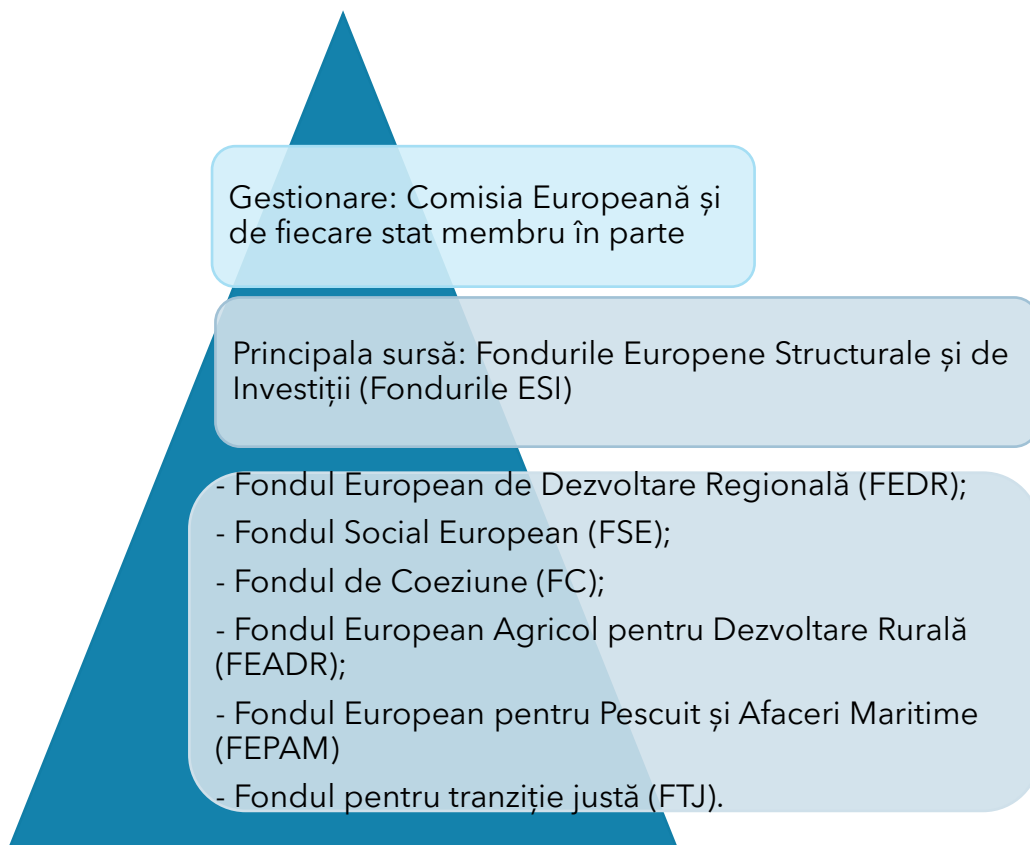 Gestionare: Comisia Europeană și
de fiecare stat membru în parte
Principala sursă: Fondurile Europene Structurale și de
Investiții (Fondurile ESI)
- Fondul European de Dezvoltare Regională (FEDR);
- Fondul Social European (FSE);
- Fondul de Coeziune (FC);
- Fondul European Agricol pentru Dezvoltare Rurală
(FEADR);
- Fondul European pentru Pescuit și Afaceri Maritime
(FEPAM)
- Fondul pentru tranziție justă (FTJ).